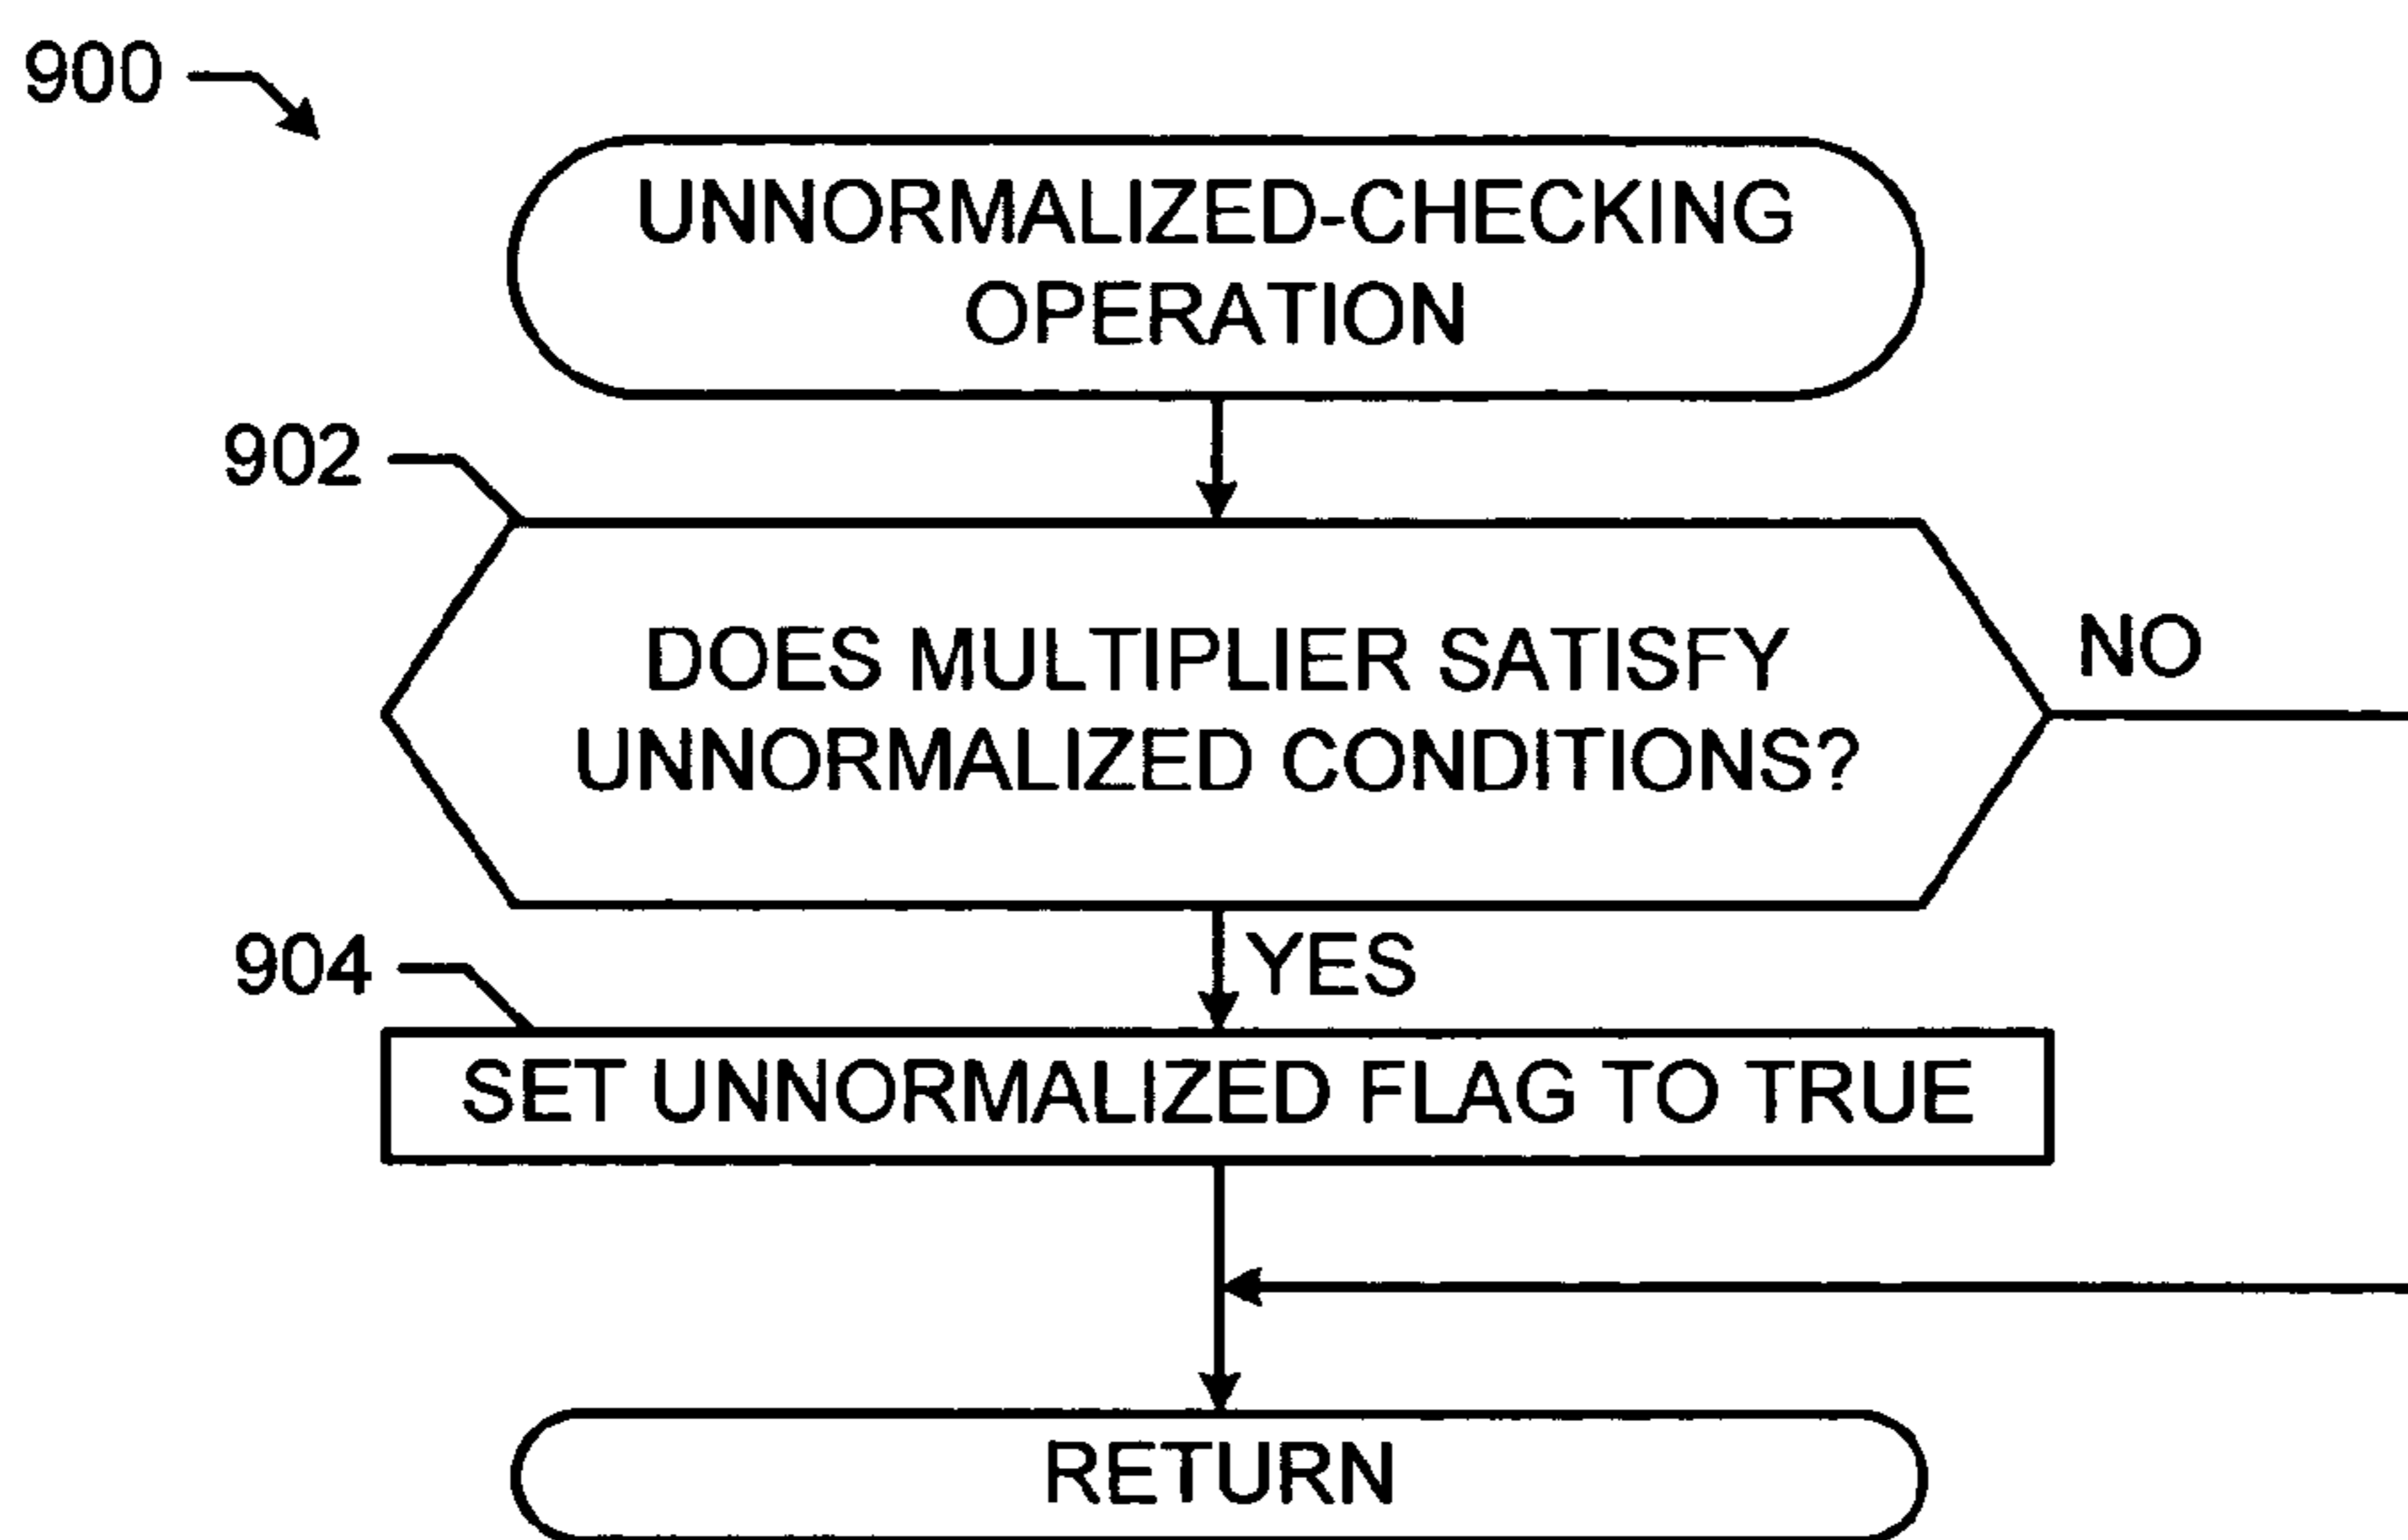 900
UNNORMALIZED-CHECKING
OPERATION
902
DOES MULTIPLIER SATISFY
UNNORMALIZED CONDITIONS?
NO
YES
904
SET UNNORMALIZED FLAG TO TRUE
RETURN